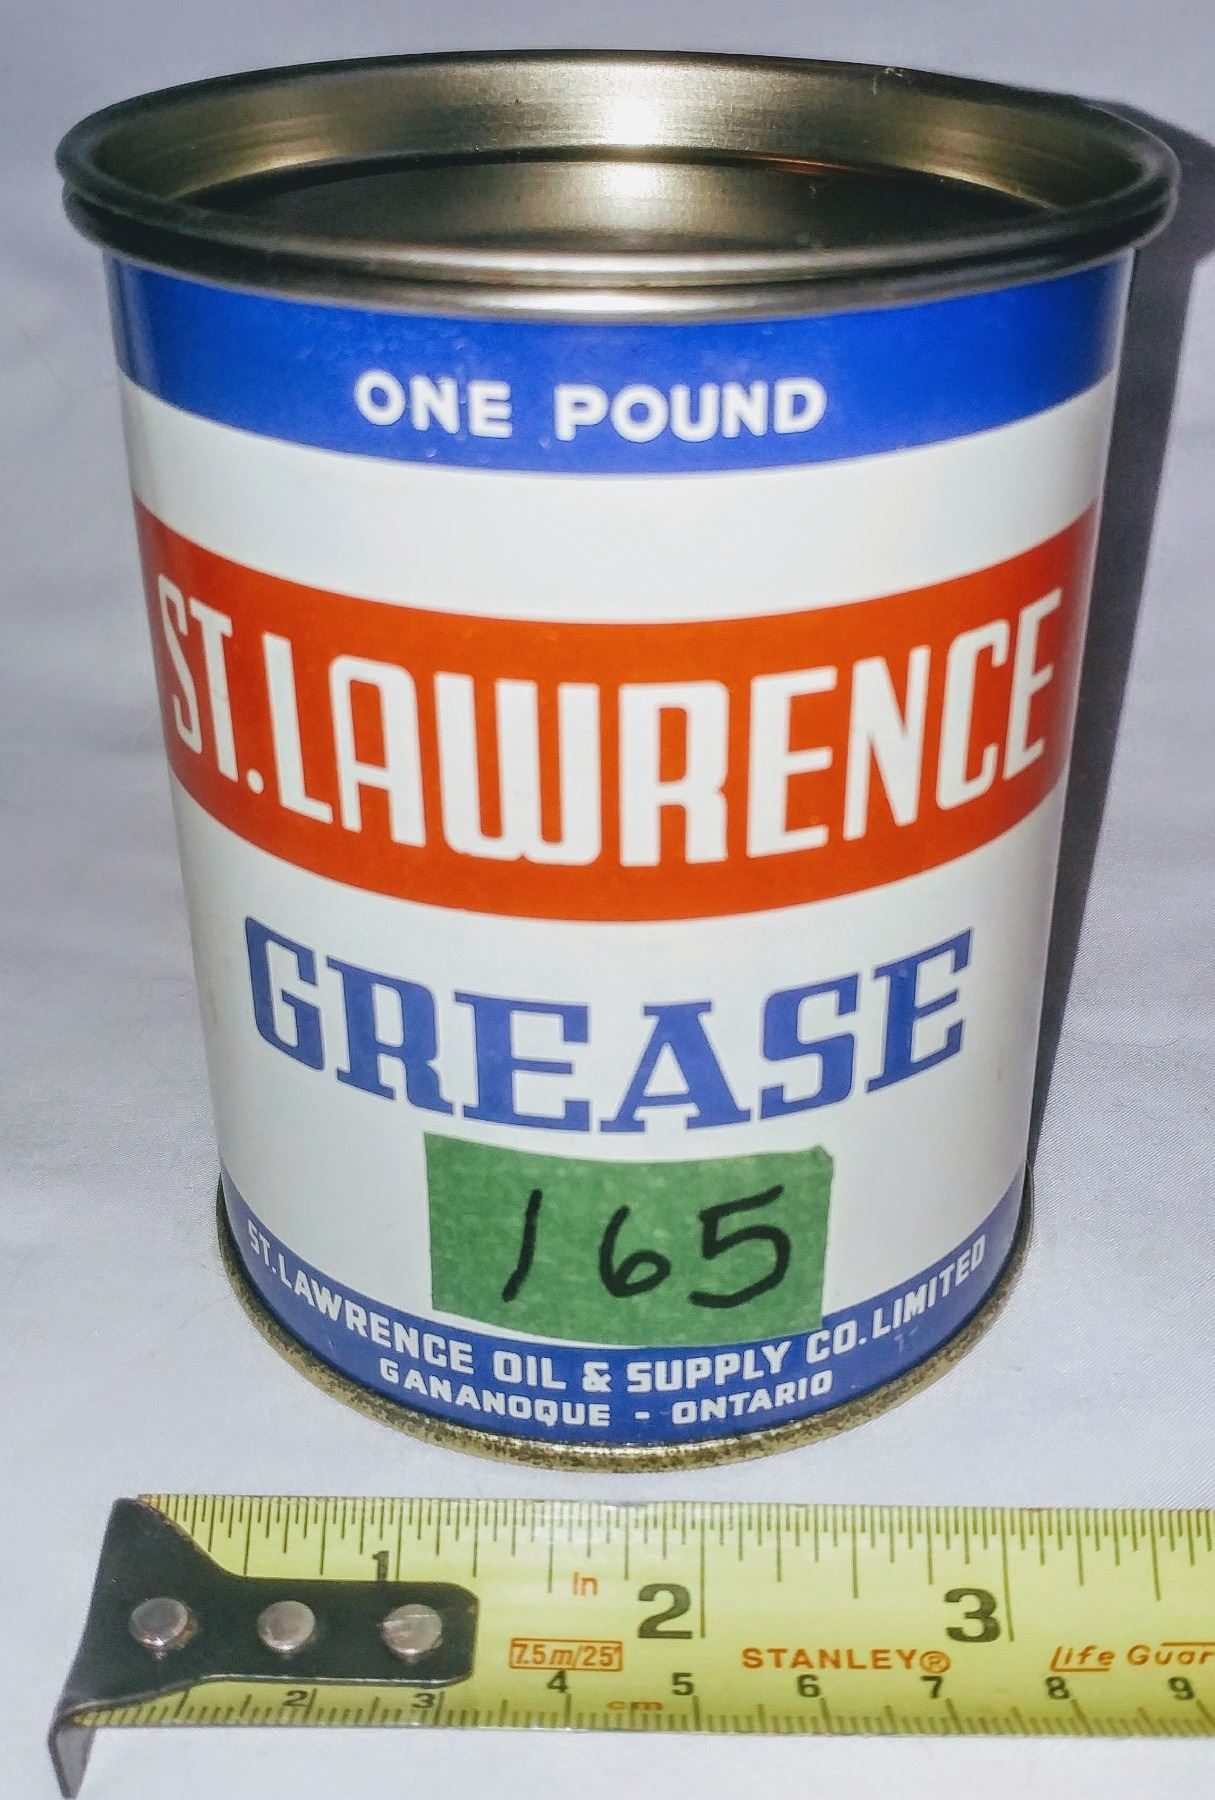 ONE POUND
ST. LAWRENCE
GREASE
165
ST. LAWRENCE OIL & SUPPLY CO. LIMITED
GANANOQUE - ONTARIO
1 in 2 3
7.5m/25' STANLEY® life Guar
2 3 4 cm 5 6 7 8 9